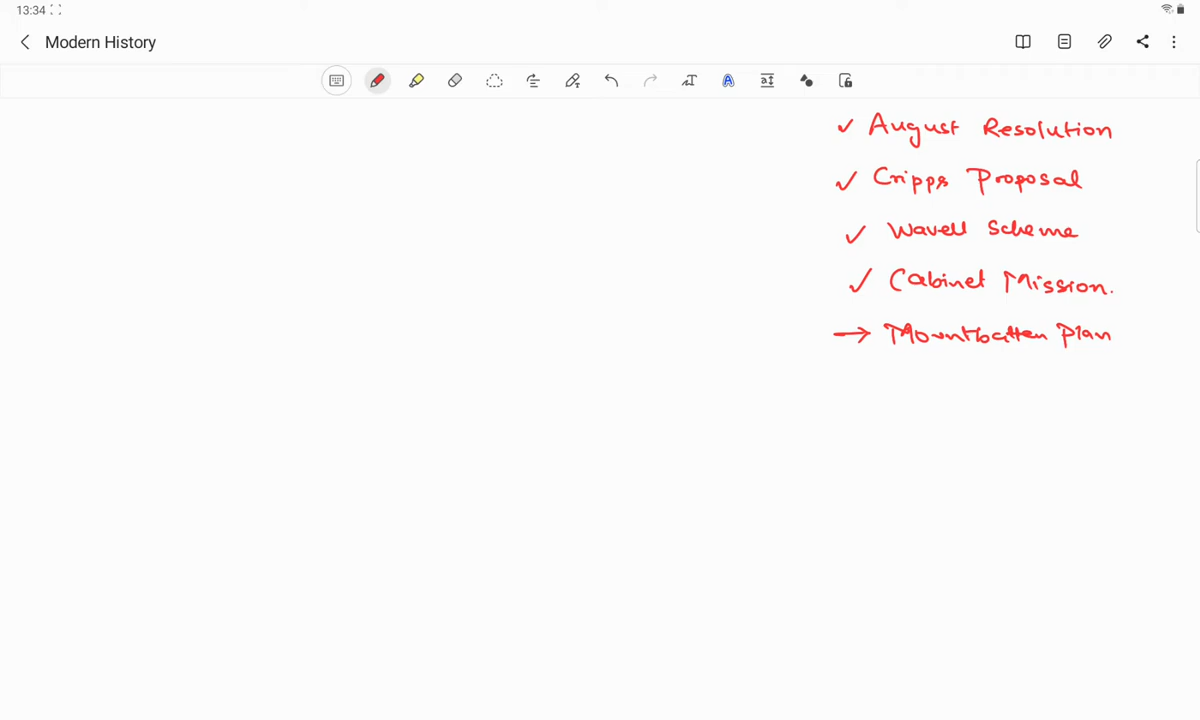 13:34
Modern History
✓ August Resolution
✓ Cripps Proposal
✓ Wavell Scheme
✓ Cabinet Mission.
→ Mountbatten Plan